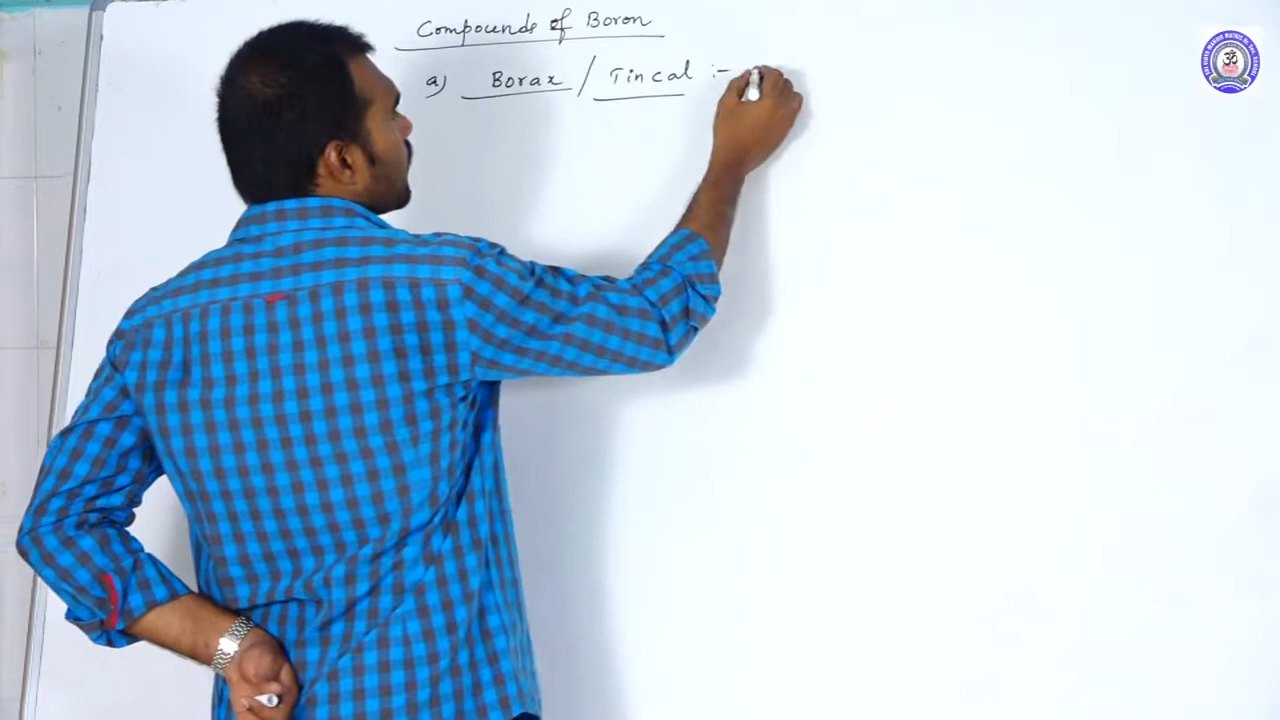 Compounds of Boron
a) Borax / Tincal :-